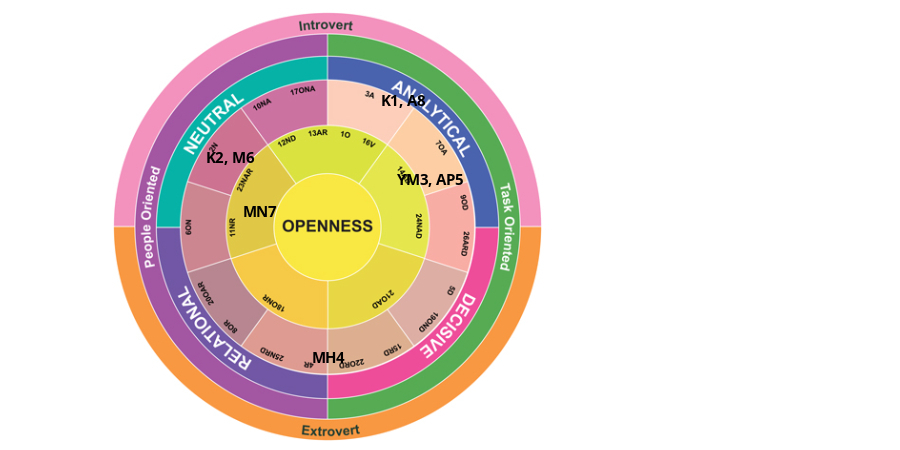 Introvert
NEUTRAL
ANALYTICAL
10NA
17ONA
3A
K1, A8
12ND
13AR
1O
16V
7OA
K2, M6
23NAR
YM3, AP5
9OD
MN7
11NR
24NAD
26ARD
6ON
OPENNESS
People Oriented
Task Oriented
20OAR
18ONR
21OAD
5D
19OND
8OR
25NRD
4R
MH4
22ORD
15RD
RELATIONAL
DECISIVE
Extrovert